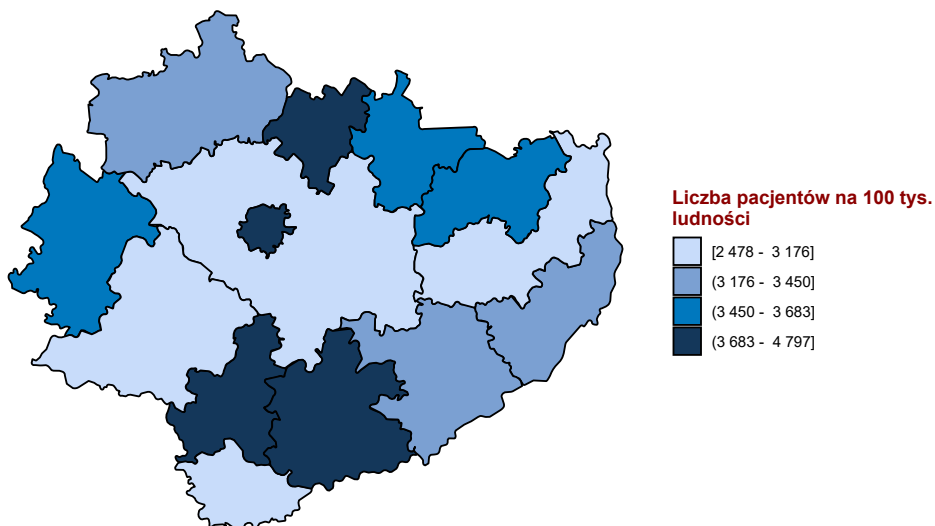 Liczba pacjentów na 100 tys.
ludności
[2 478 - 3 176]
(3 176 - 3 450]
(3 450 - 3 683]
(3 683 - 4 797]